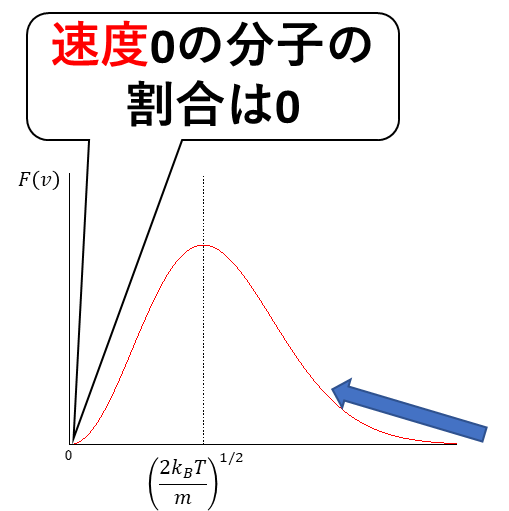 速度0の分子の
割合は0
F(v)
0
(2k_BT/m)^{1/2}